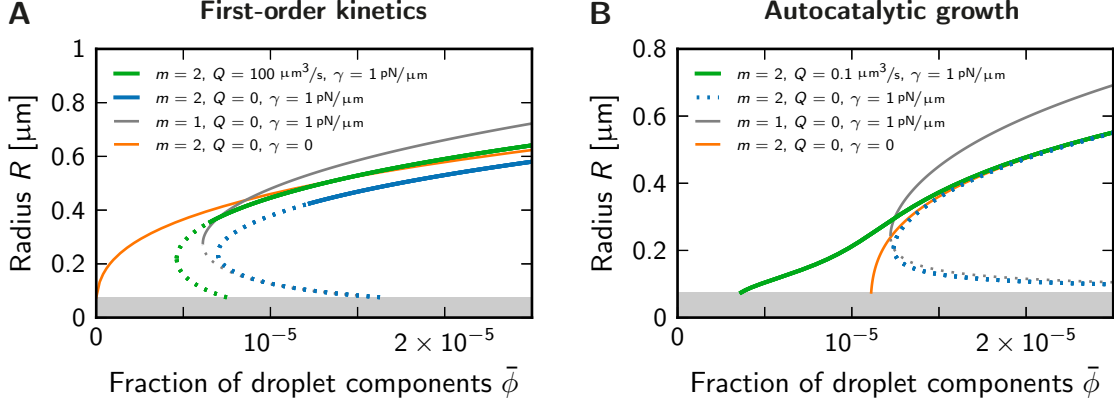 A First-order kinetics
Radius R [μm]
1
0.8
0.6
0.4
0.2
0
m = 2, Q = 100 μm³/s, γ = 1 pN/μm
m = 2, Q = 0, γ = 1 pN/μm
m = 1, Q = 0, γ = 1 pN/μm
m = 2, Q = 0, γ = 0
0 10⁻⁵ 2 × 10⁻⁵
Fraction of droplet components ϕ̄
B Autocatalytic growth
Radius R [μm]
0.8
0.6
0.4
0.2
0
m = 2, Q = 0.1 μm³/s, γ = 1 pN/μm
m = 2, Q = 0, γ = 1 pN/μm
m = 1, Q = 0, γ = 1 pN/μm
m = 2, Q = 0, γ = 0
0 10⁻⁵ 2 × 10⁻⁵
Fraction of droplet components ϕ̄